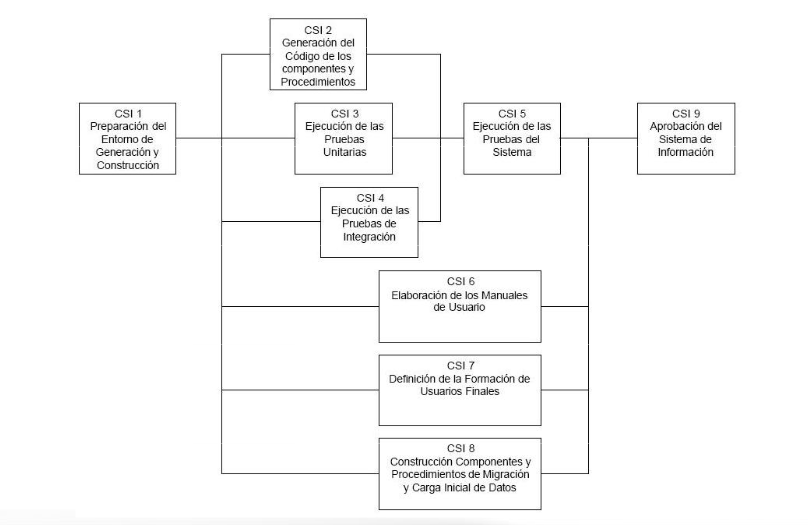 CSI 2
Generación del
Código de los
componentes y
Procedimientos
CSI 1
Preparación del
Entorno de
Generación y
Construcción
CSI 3
Ejecución de las
Pruebas
Unitarias
CSI 5
Ejecución de las
Pruebas del
Sistema
CSI 9
Aprobación del
Sistema de
Información
CSI 4
Ejecución de las
Pruebas de
Integración
CSI 6
Elaboración de los Manuales
de Usuario
CSI 7
Definición de la Formación de
Usuarios Finales
CSI 8
Construcción Componentes y
Procedimientos de Migración
y Carga Inicial de Datos